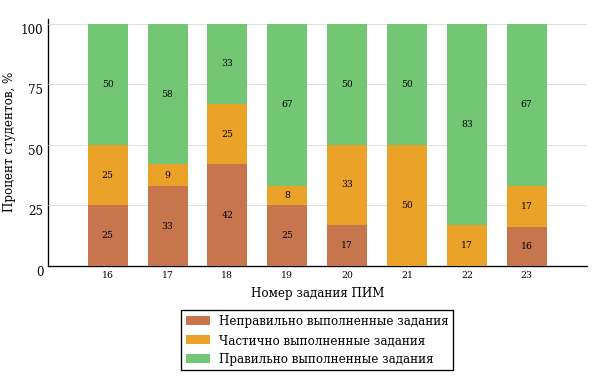 Процент студентов, %
100
75
50
25
0
50 58 33 67 50 50 83 67
25 9 25 8 33 50 17 17
25 33 42 25 17 16
16 17 18 19 20 21 22 23
Номер задания ПИМ
Неправильно выполненные задания
Частично выполненные задания
Правильно выполненные задания